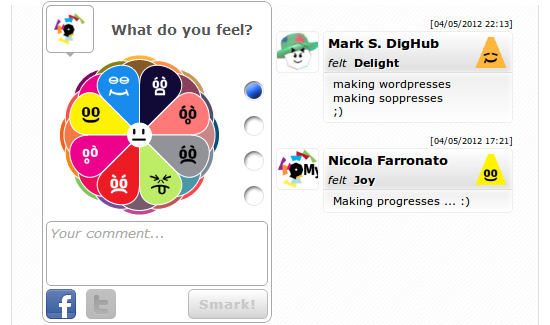 What do you feel?
Your comment...
f
t
Smark!
[04/05/2012 22:13]
Mark S. DigHub
felt Delight
making wordpresses
making soppresses
;)
[04/05/2012 17:21]
My
Nicola Farronato
felt Joy
Making progresses ... :)